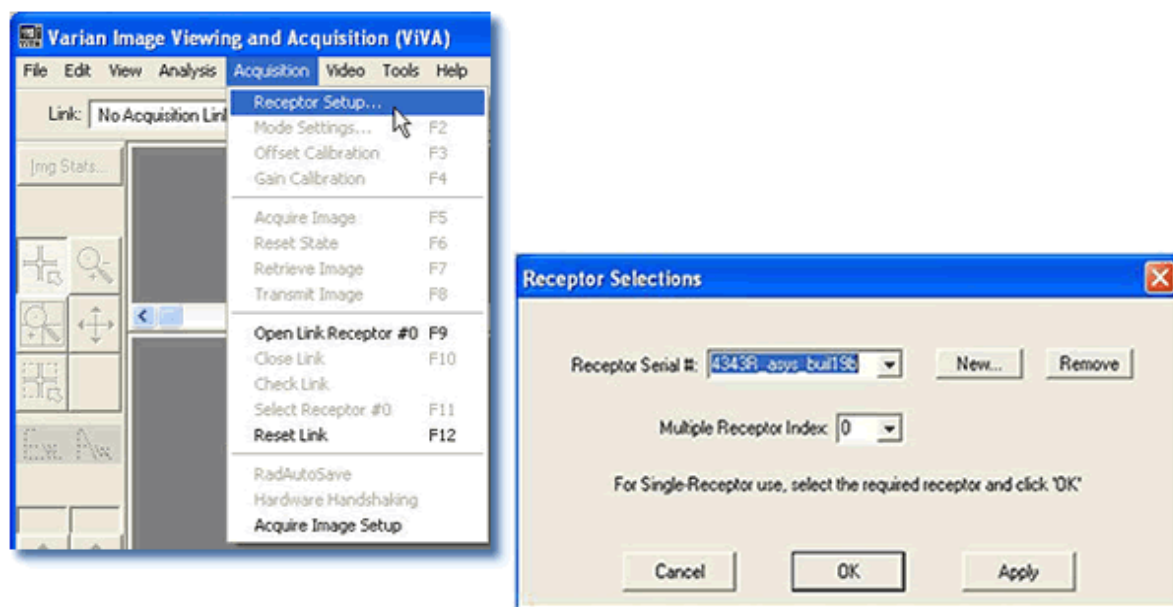 Varian Image Viewing and Acquisition (ViVA)
File Edit View Analysis Acquisition Video Tools Help
Link: No Acquisition Link
Img Stats...
Receptor Setup...
Mode Settings... F2
Offset Calibration F3
Gain Calibration F4
Acquire Image F5
Reset State F6
Retrieve Image F7
Transmit Image F8
Open Link Receptor #0 F9
Close Link F10
Check Link
Select Receptor #0 F11
Reset Link F12
RadAutoSave
Hardware Handshaking
Acquire Image Setup
Receptor Selections
Receptor Serial #: 4343R_asys_buil19b New... Remove
Multiple Receptor Index: 0
For Single-Receptor use, select the required receptor and click 'OK'
Cancel OK Apply